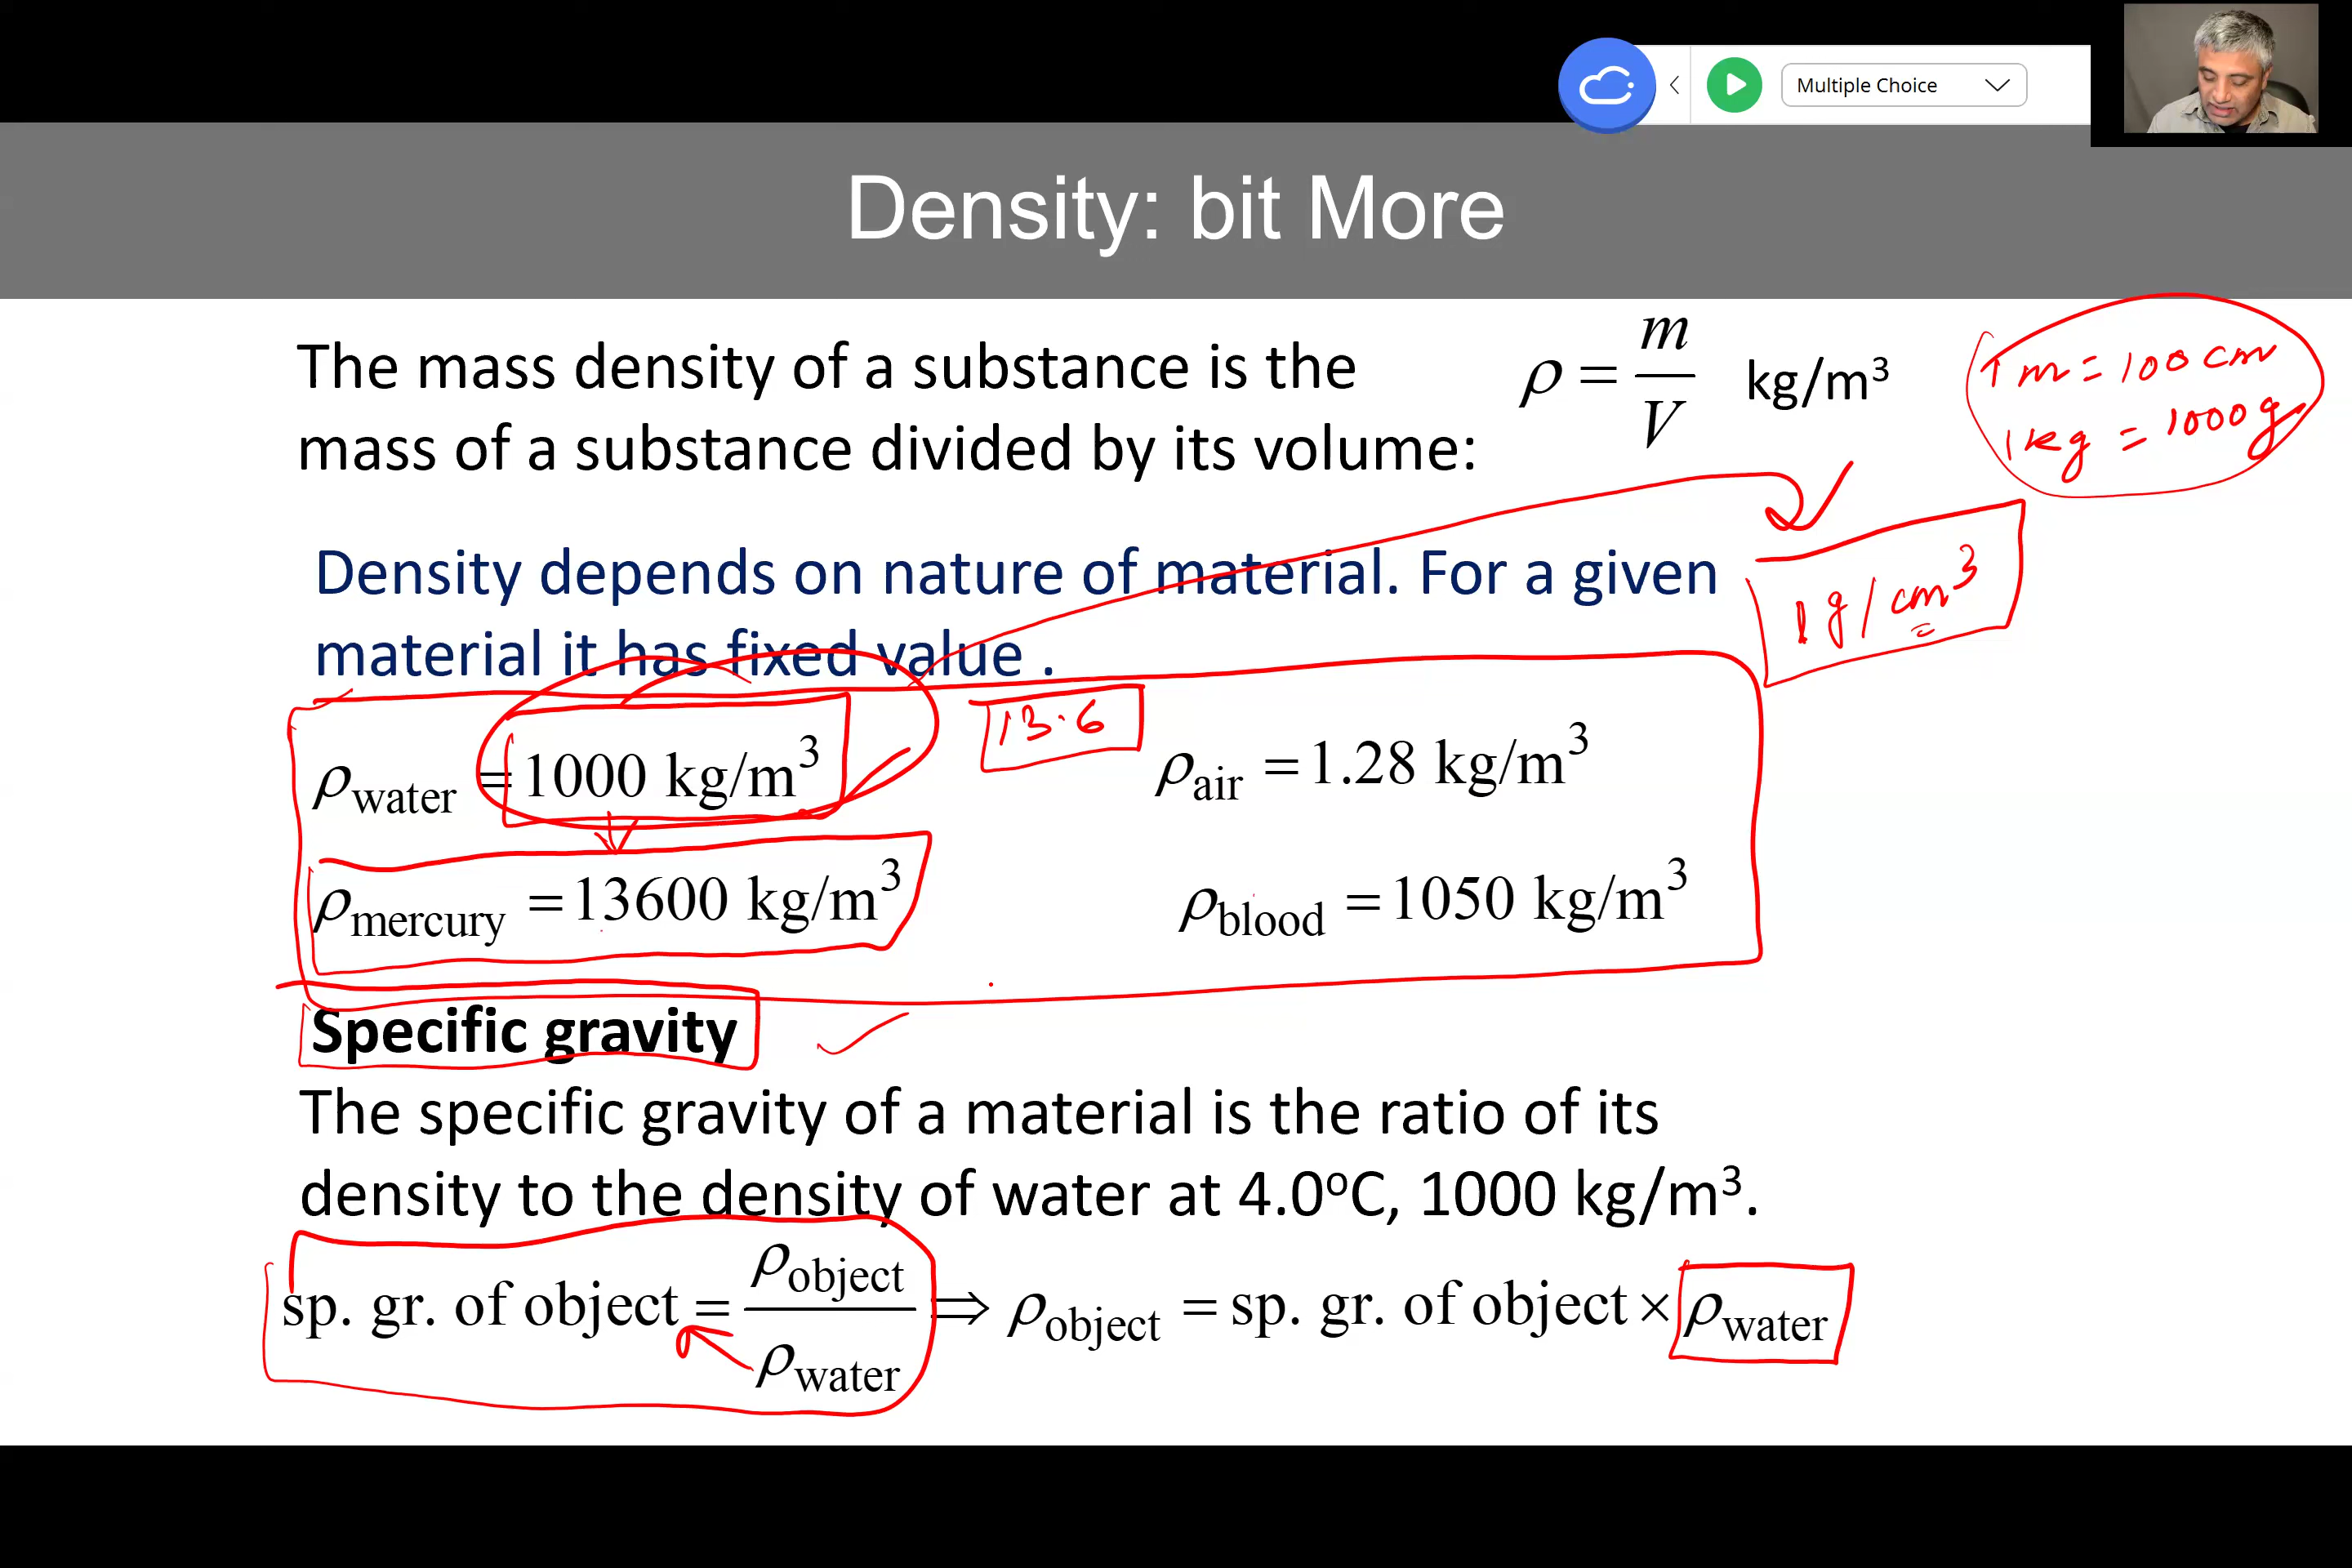 Multiple Choice
Density: bit More
The mass density of a substance is the
mass of a substance divided by its volume:
ρ = m/V kg/m³
1 m = 100 cm
1 kg = 1000 g
Density depends on nature of material. For a given
material it has fixed value .
1 g / cm³
13.6
ρwater = 1000 kg/m³
ρair = 1.28 kg/m³
ρmercury = 13600 kg/m³
ρblood = 1050 kg/m³
Specific gravity
The specific gravity of a material is the ratio of its
density to the density of water at 4.0ºC, 1000 kg/m³.
sp. gr. of object = ρobject/ρwater ⇒ ρobject = sp. gr. of object × ρwater